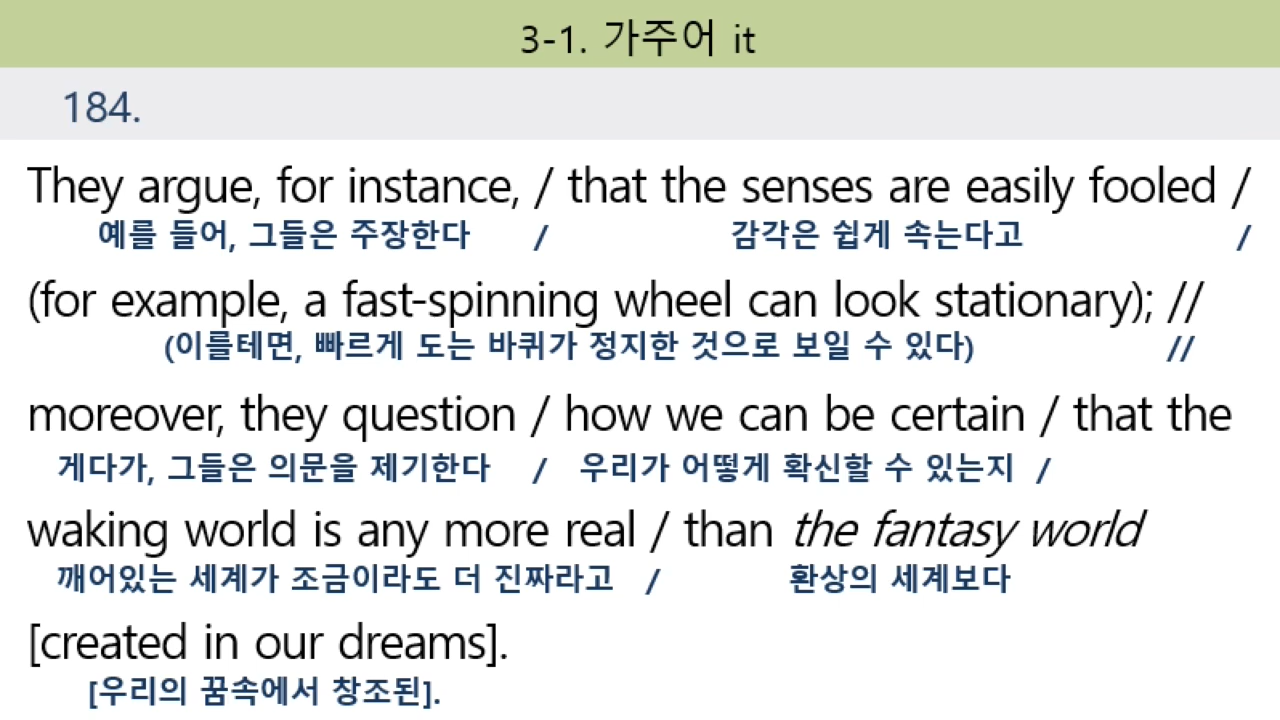 3-1. 가주어 it
184.
They argue, for instance, / that the senses are easily fooled /
예를 들어, 그들은 주장한다 / 감각은 쉽게 속는다고 /
(for example, a fast-spinning wheel can look stationary); //
(이를테면, 빠르게 도는 바퀴가 정지한 것으로 보일 수 있다) //
moreover, they question / how we can be certain / that the
게다가, 그들은 의문을 제기한다 / 우리가 어떻게 확신할 수 있는지 /
waking world is any more real / than the fantasy world
깨어있는 세계가 조금이라도 더 진짜라고 / 환상의 세계보다
[created in our dreams].
[우리의 꿈속에서 창조된].